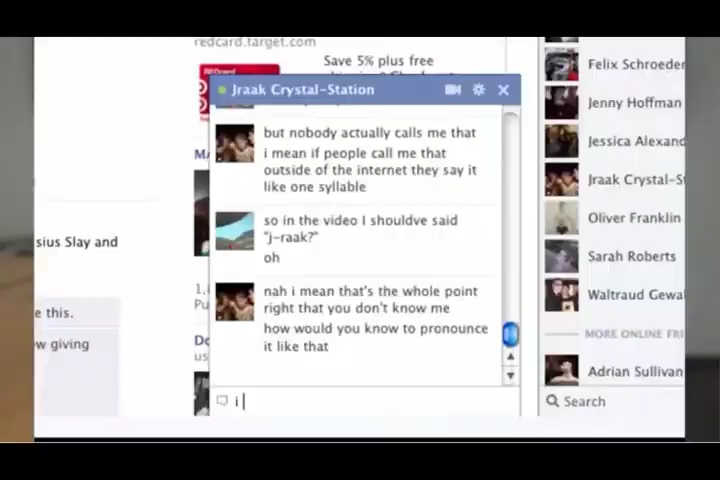 redcard.target.com
Save 5% plus free
Jraak Crystal-Station
but nobody actually calls me that
i mean if people call me that
outside of the internet they say it
like one syllable
so in the video I shouldve said
"j-raak?"
oh
nah i mean that's the whole point
right that you don't know me
how would you know to pronounce
it like that
i
sius Slay and
e this.
w giving
Felix Schroeder
Jenny Hoffman
Jessica Alexand
Jraak Crystal-St
Oliver Franklin
Sarah Roberts
Waltraud Gewal
MORE ONLINE FRI
Adrian Sullivan
Search